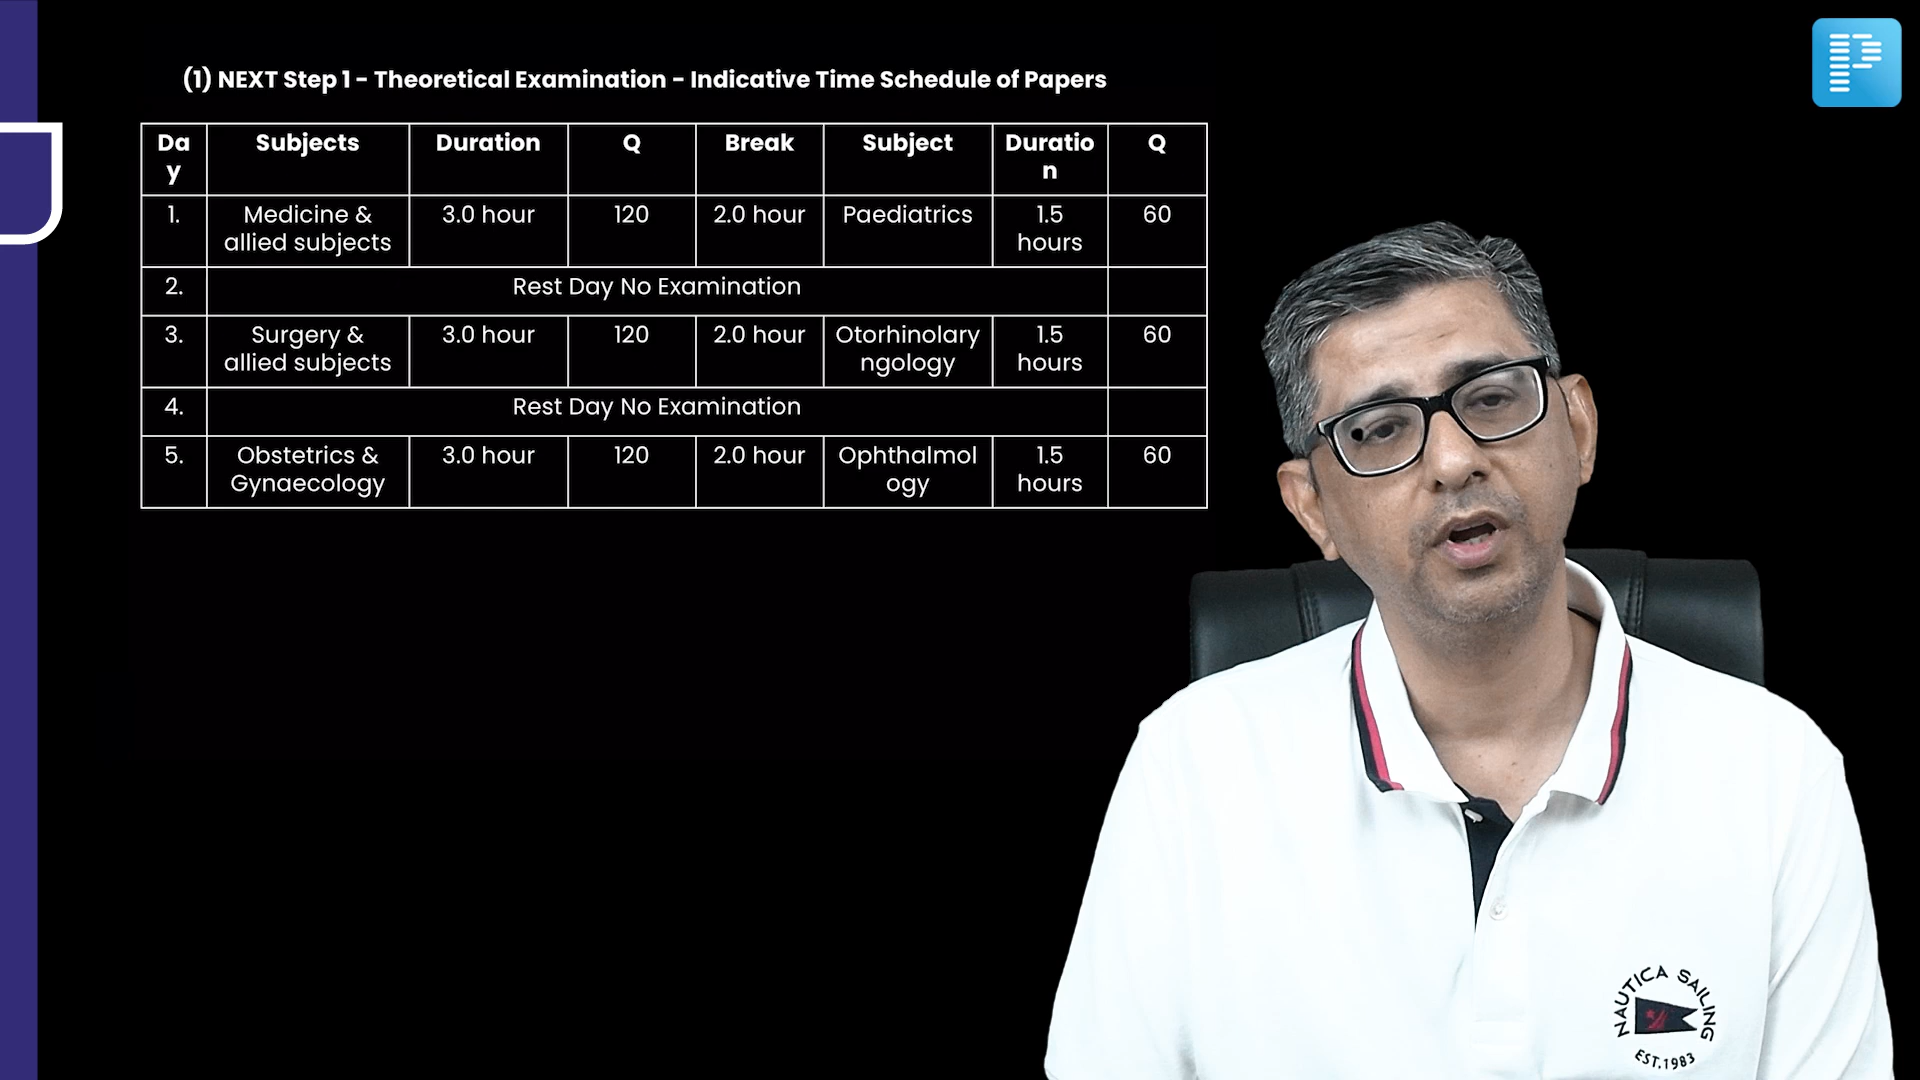 (1) NEXT Step 1 - Theoretical Examination - Indicative Time Schedule of Papers
Da
y
Subjects
Duration
Q
Break
Subject
Duratio
n
Q
1.
Medicine &
allied subjects
3.0 hour
120
2.0 hour
Paediatrics
1.5
hours
60
2.
Rest Day No Examination
3.
Surgery &
allied subjects
3.0 hour
120
2.0 hour
Otorhinolary
ngology
1.5
hours
60
4.
Rest Day No Examination
5.
Obstetrics &
Gynaecology
3.0 hour
120
2.0 hour
Ophthalmol
ogy
1.5
hours
60
NAUTICA SAILING
EST.1983